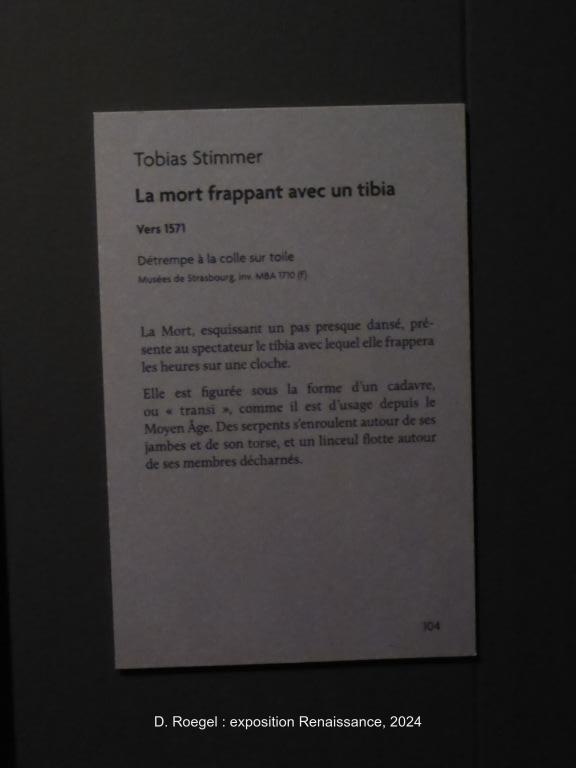 Tobias Stimmer
La mort frappant avec un tibia
Vers 1571
Détrempe à la colle sur toile
Musées de Strasbourg, inv. MBA 1710 (f)
La Mort, esquissant un pas presque dansé, pré-
sente au spectateur le tibia avec lequel elle frappera
les heures sur une cloche.
Elle est figurée sous la forme d'un cadavre,
ou « transi », comme il est d'usage depuis le
Moyen Âge. Des serpents s'enroulent autour de ses
jambes et de son torse, et un linceul flotte autour
de ses membres décharnés.
104
D. Roegel : exposition Renaissance, 2024